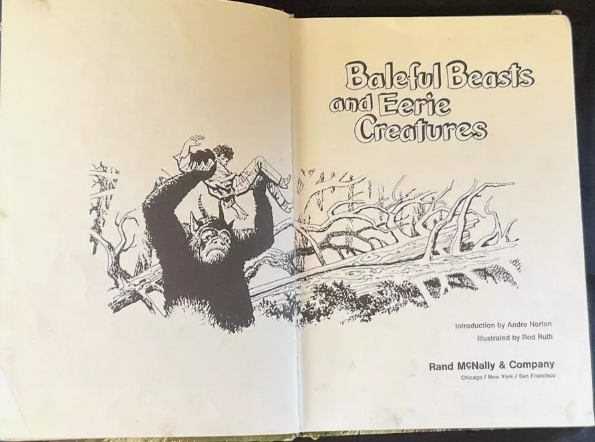 Baleful Beasts
and Eerie
Creatures
Introduction by Andre Norton
Illustrated by Rod Ruth
Rand McNally & Company
Chicago / New York / San Francisco